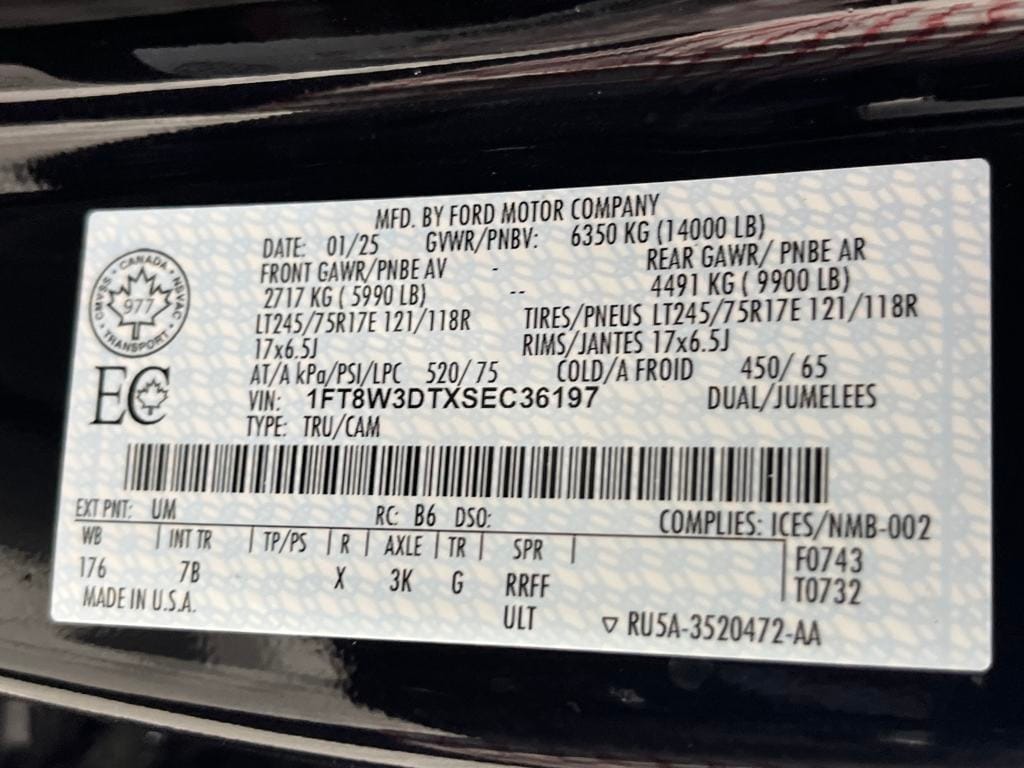 MFD. BY FORD MOTOR COMPANY
DATE: 01/25 GVWR/PNBV: 6350 KG (14000 LB)
FRONT GAWR/PNBE AV - REAR GAWR/ PNBE AR
2717 KG ( 5990 LB) -- 4491 KG ( 9900 LB)
LT245/75R17E 121/118R TIRES/PNEUS LT245/75R17E 121/118R
17x6.5J RIMS/JANTES 17x6.5J
AT/A kPa/PSI/LPC 520/ 75 COLD/A FROID 450/ 65
VIN: 1FT8W3DTXSEC36197 DUAL/JUMELEES
TYPE: TRU/CAM
CANADA
CMVSS NSVAC
977
TRANSPORT
EC
EXT PNT: UM RC: B6 DSO: COMPLIES: ICES/NMB-002
WB | INT TR | TP/PS | R | AXLE | TR | SPR | F0743
176 7B X 3K G RRFF T0732
MADE IN U.S.A. ULT ▽ RU5A-3520472-AA